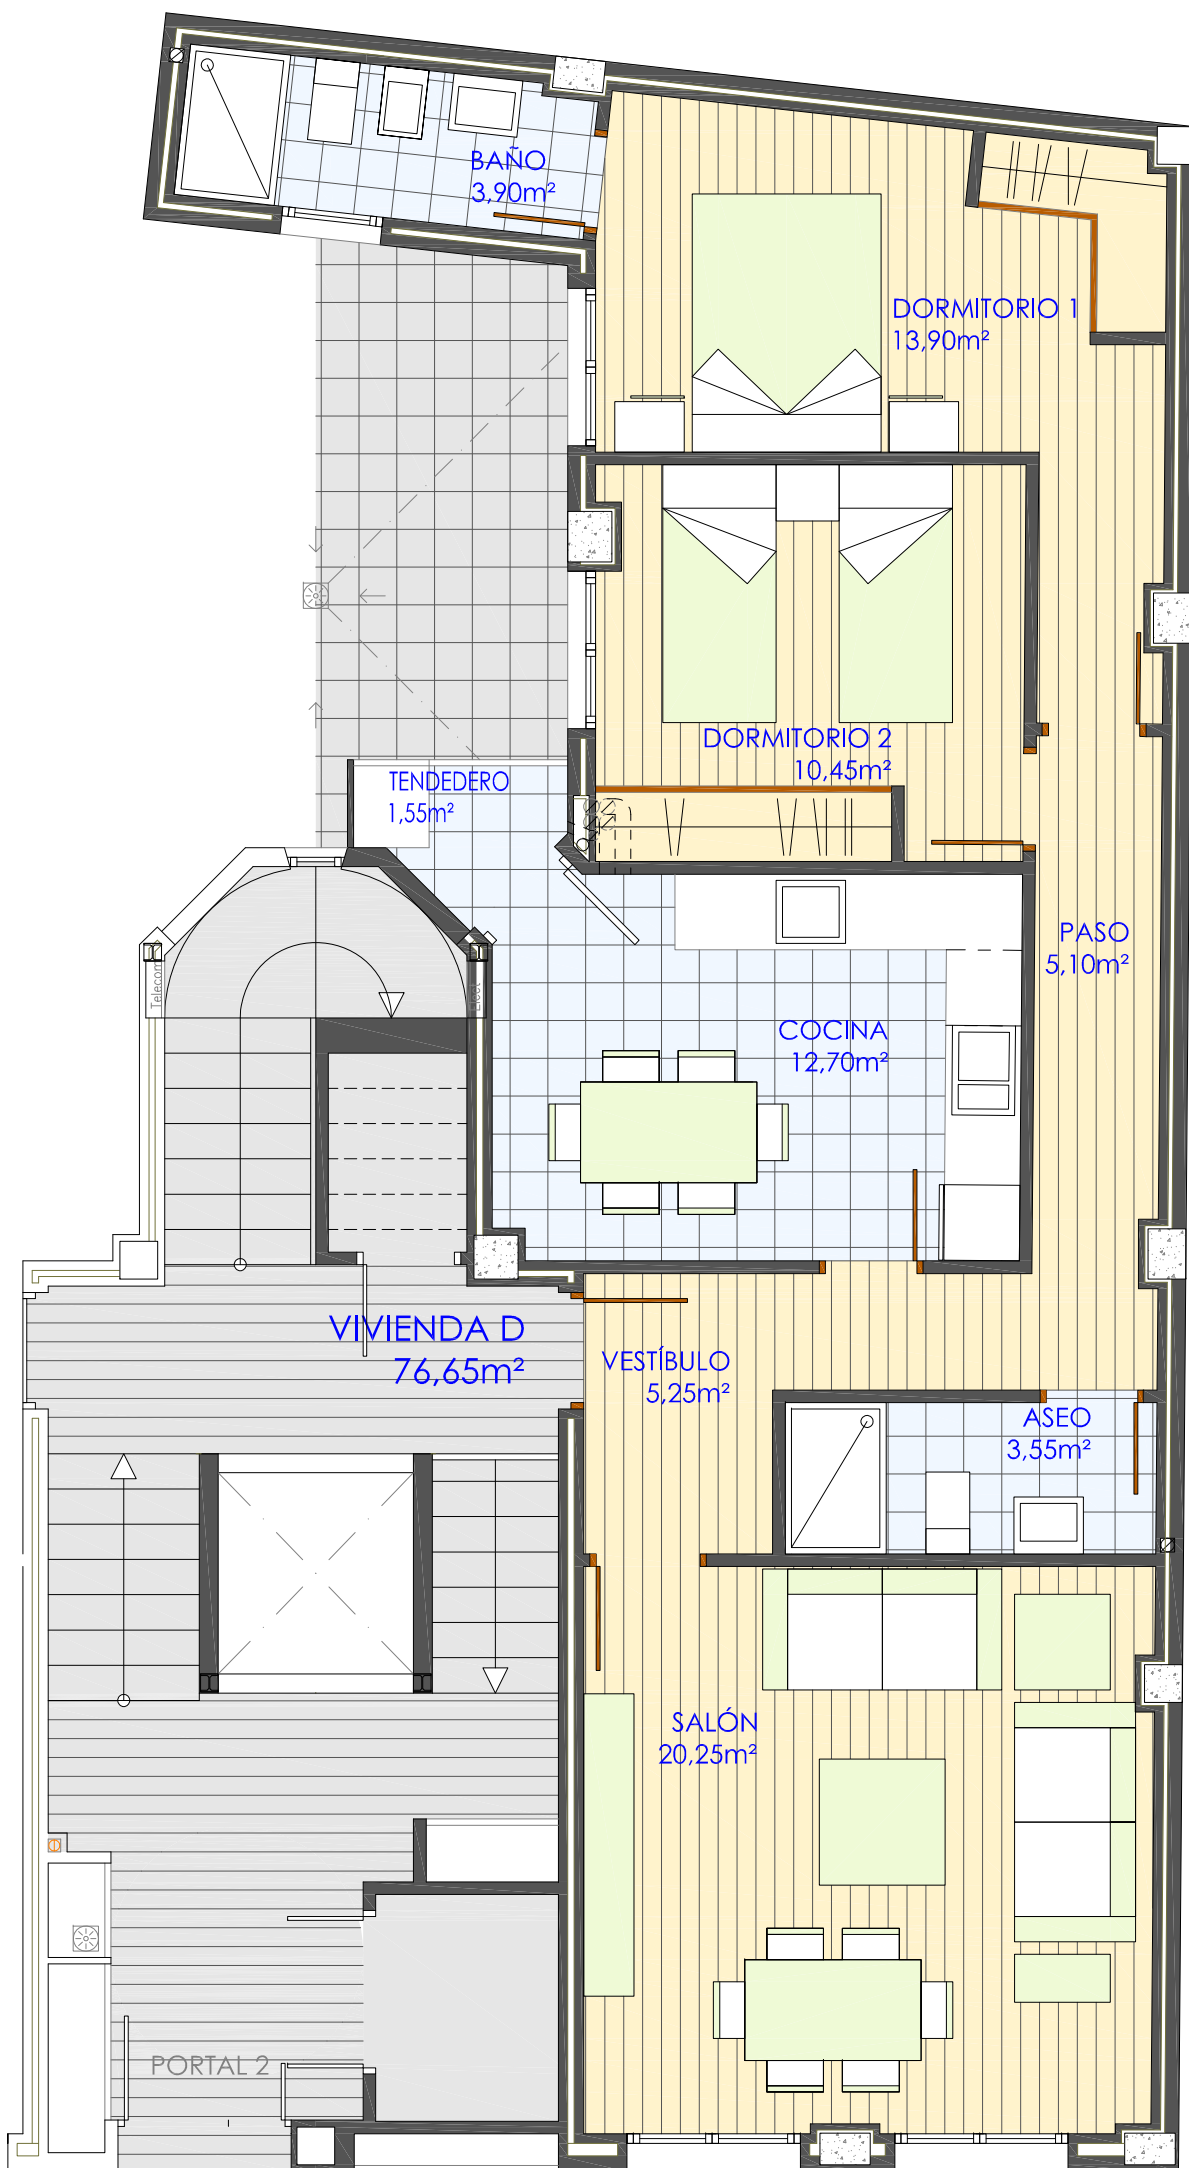 BAÑO
3,90m²
DORMITORIO 1
13,90m²
DORMITORIO 2
10,45m²
TENDEDERO
1,55m²
PASO
5,10m²
Telecom
Elect
COCINA
12,70m²
VIVIENDA D
76,65m²
VESTÍBULO
5,25m²
ASEO
3,55m²
SALÓN
20,25m²
PORTAL 2